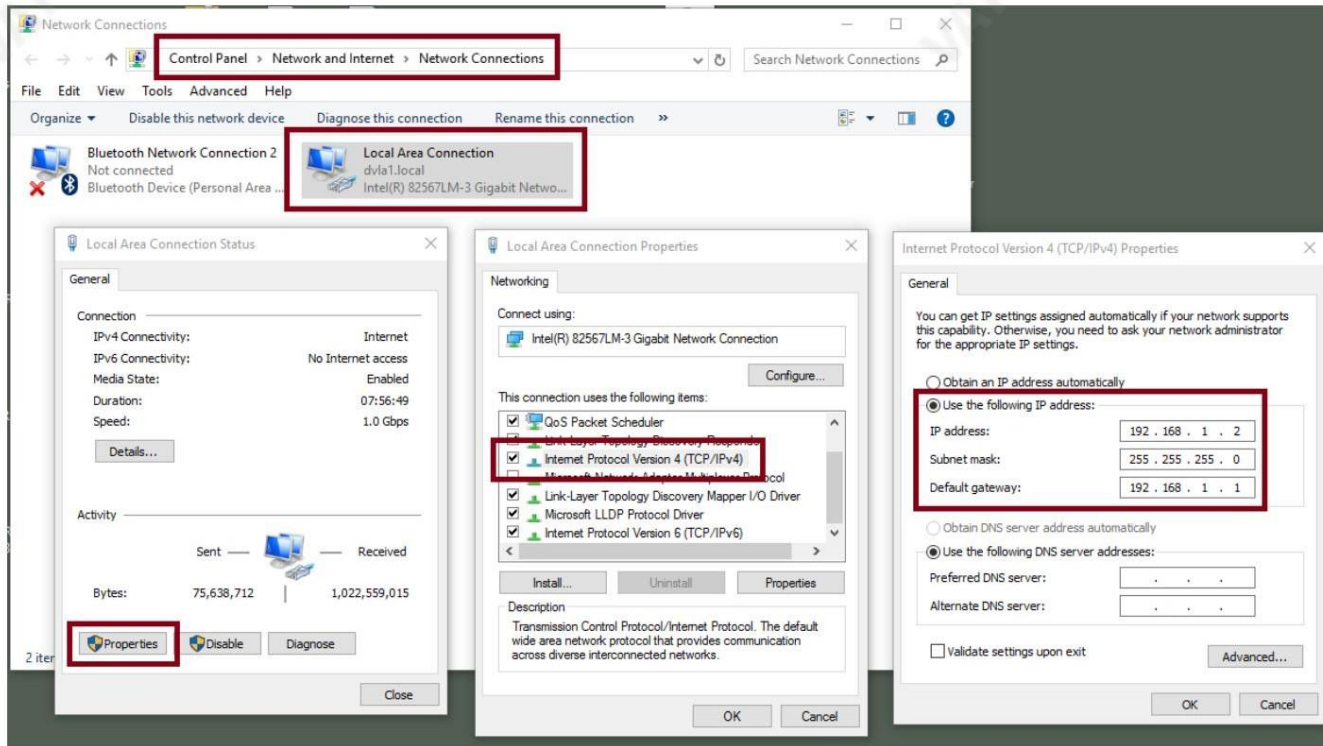 Network Connections
Control Panel > Network and Internet > Network Connections
Search Network Connections
File Edit View Tools Advanced Help
Organize Disable this network device Diagnose this connection Rename this connection »
Bluetooth Network Connection 2
Not connected
Bluetooth Device (Personal Area ...
Local Area Connection
dvla1.local
Intel(R) 82567LM-3 Gigabit Netwo...
Local Area Connection Status
General
Connection
IPv4 Connectivity: Internet
IPv6 Connectivity: No Internet access
Media State: Enabled
Duration: 07:56:49
Speed: 1.0 Gbps
Details...
Activity
Sent Received
Bytes: 75,638,712 1,022,559,015
Properties Disable Diagnose
Close
2 iter
Local Area Connection Properties
Networking
Connect using:
Intel(R) 82567LM-3 Gigabit Network Connection
Configure...
This connection uses the following items:
QoS Packet Scheduler
Link-Layer Topology Discovery Responder
Internet Protocol Version 4 (TCP/IPv4)
Microsoft Network Adapter Multiplexor Protocol
Link-Layer Topology Discovery Mapper I/O Driver
Microsoft LLDP Protocol Driver
Internet Protocol Version 6 (TCP/IPv6)
Install... Uninstall Properties
Description
Transmission Control Protocol/Internet Protocol. The default
wide area network protocol that provides communication
across diverse interconnected networks.
OK Cancel
Internet Protocol Version 4 (TCP/IPv4) Properties
General
You can get IP settings assigned automatically if your network supports
this capability. Otherwise, you need to ask your network administrator
for the appropriate IP settings.
Obtain an IP address automatically
Use the following IP address:
IP address: 192 . 168 . 1 . 2
Subnet mask: 255 . 255 . 255 . 0
Default gateway: 192 . 168 . 1 . 1
Obtain DNS server address automatically
Use the following DNS server addresses:
Preferred DNS server: . . .
Alternate DNS server: . . .
Validate settings upon exit
Advanced...
OK Cancel